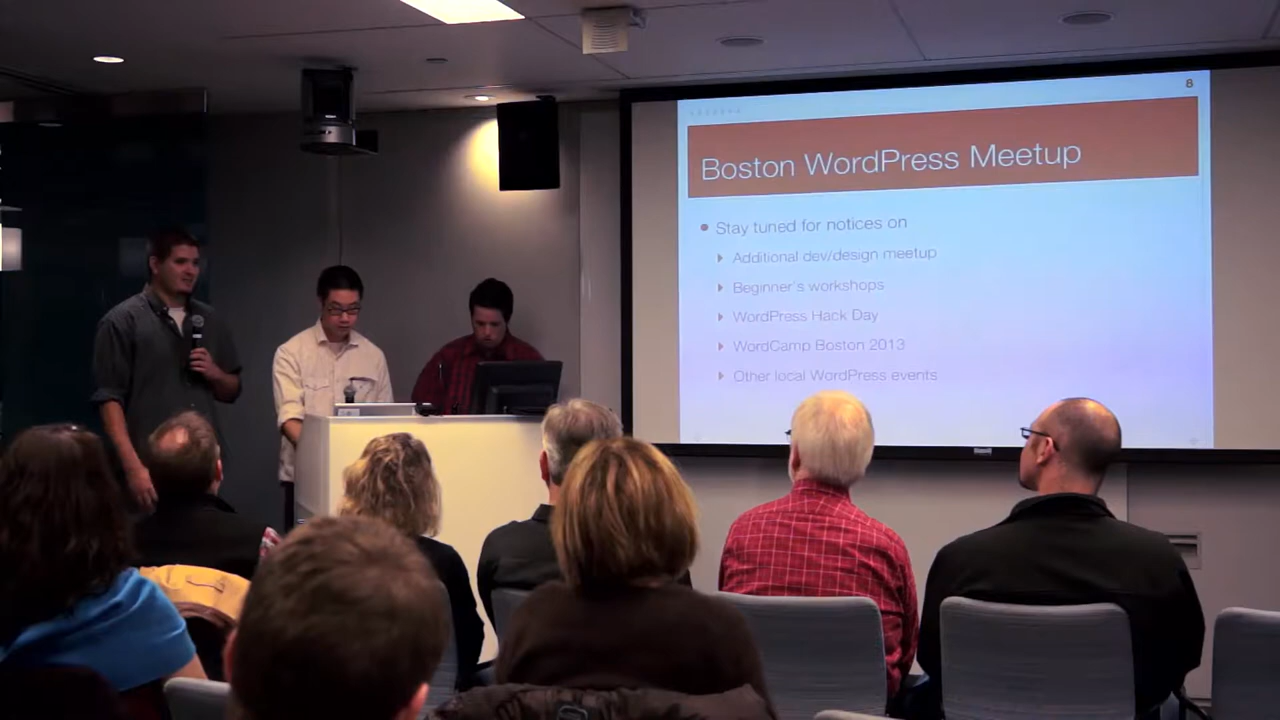 8
Boston WordPress Meetup
Stay tuned for notices on
Additional dev/design meetup
Beginner's workshops
WordPress Hack Day
WordCamp Boston 2013
Other local WordPress events